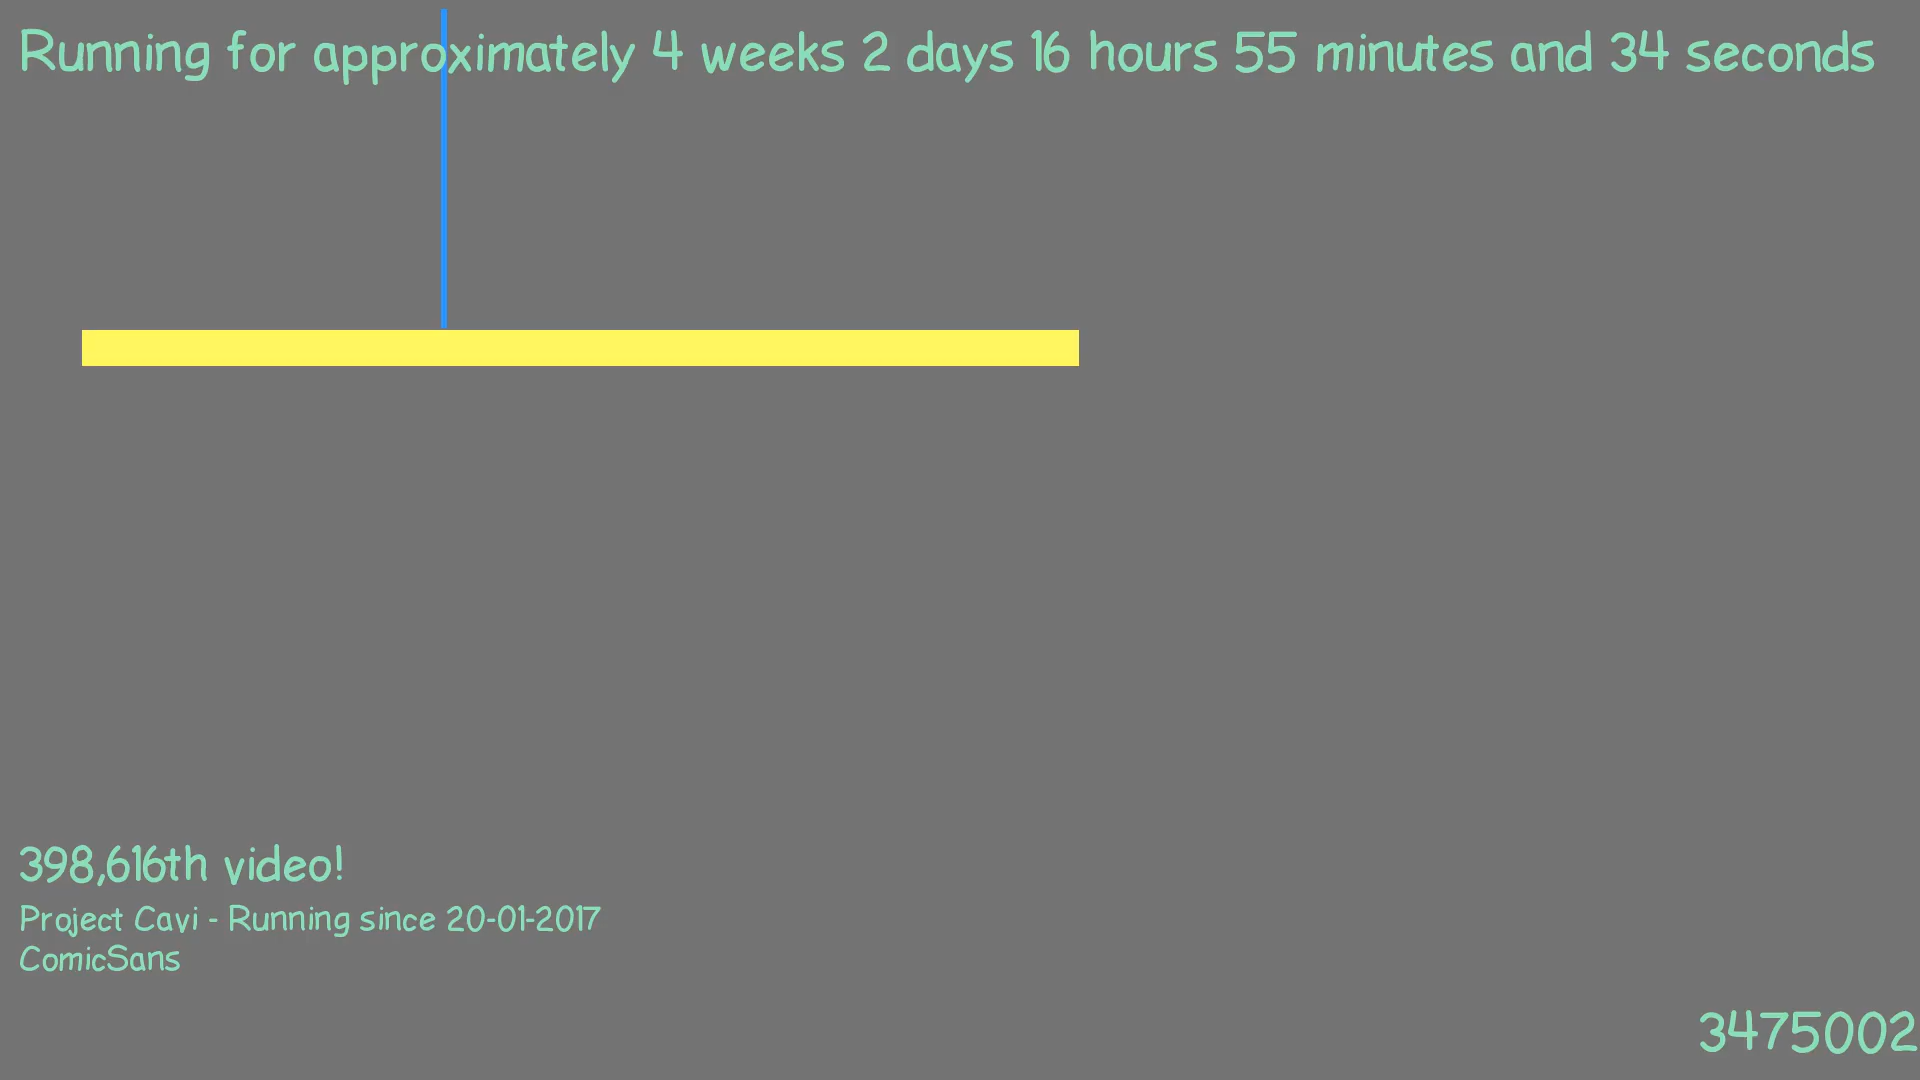 Running for approximately 4 weeks 2 days 16 hours 55 minutes and 34 seconds
398,616th video!
Project Cavi - Running since 20-01-2017
ComicSans
3475002